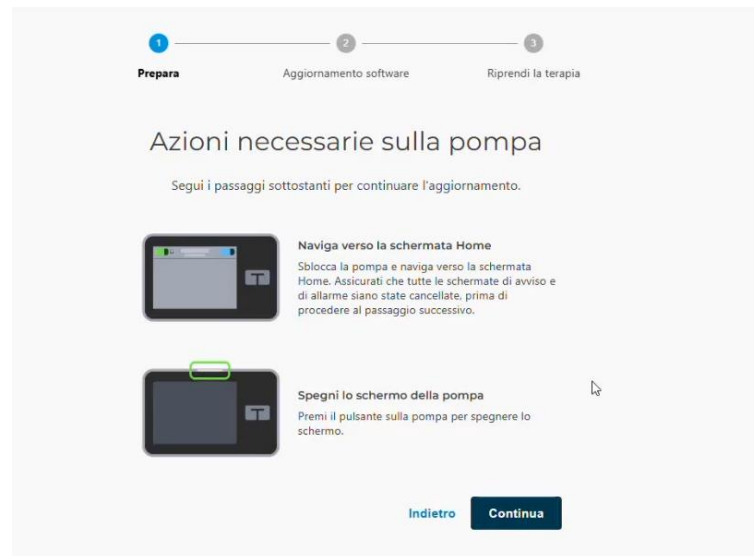 1 2 3
Prepara Aggiornamento software Riprendi la terapia
Azioni necessarie sulla pompa
Segui i passaggi sottostanti per continuare l'aggiornamento.
Naviga verso la schermata Home
Sblocca la pompa e naviga verso la schermata
Home. Assicurati che tutte le schermate di avviso e
di allarme siano state cancellate, prima di
procedere al passaggio successivo.
Spegni lo schermo della pompa
Premi il pulsante sulla pompa per spegnere lo
schermo.
Indietro Continua